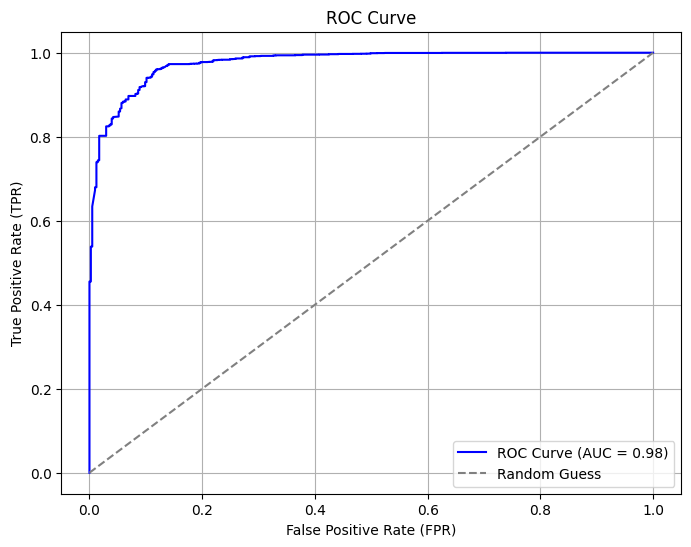 ROC Curve
1.0
0.8
0.6
0.4
0.2
0.0
True Positive Rate (TPR)
0.0 0.2 0.4 0.6 0.8 1.0
False Positive Rate (FPR)
ROC Curve (AUC = 0.98)
Random Guess